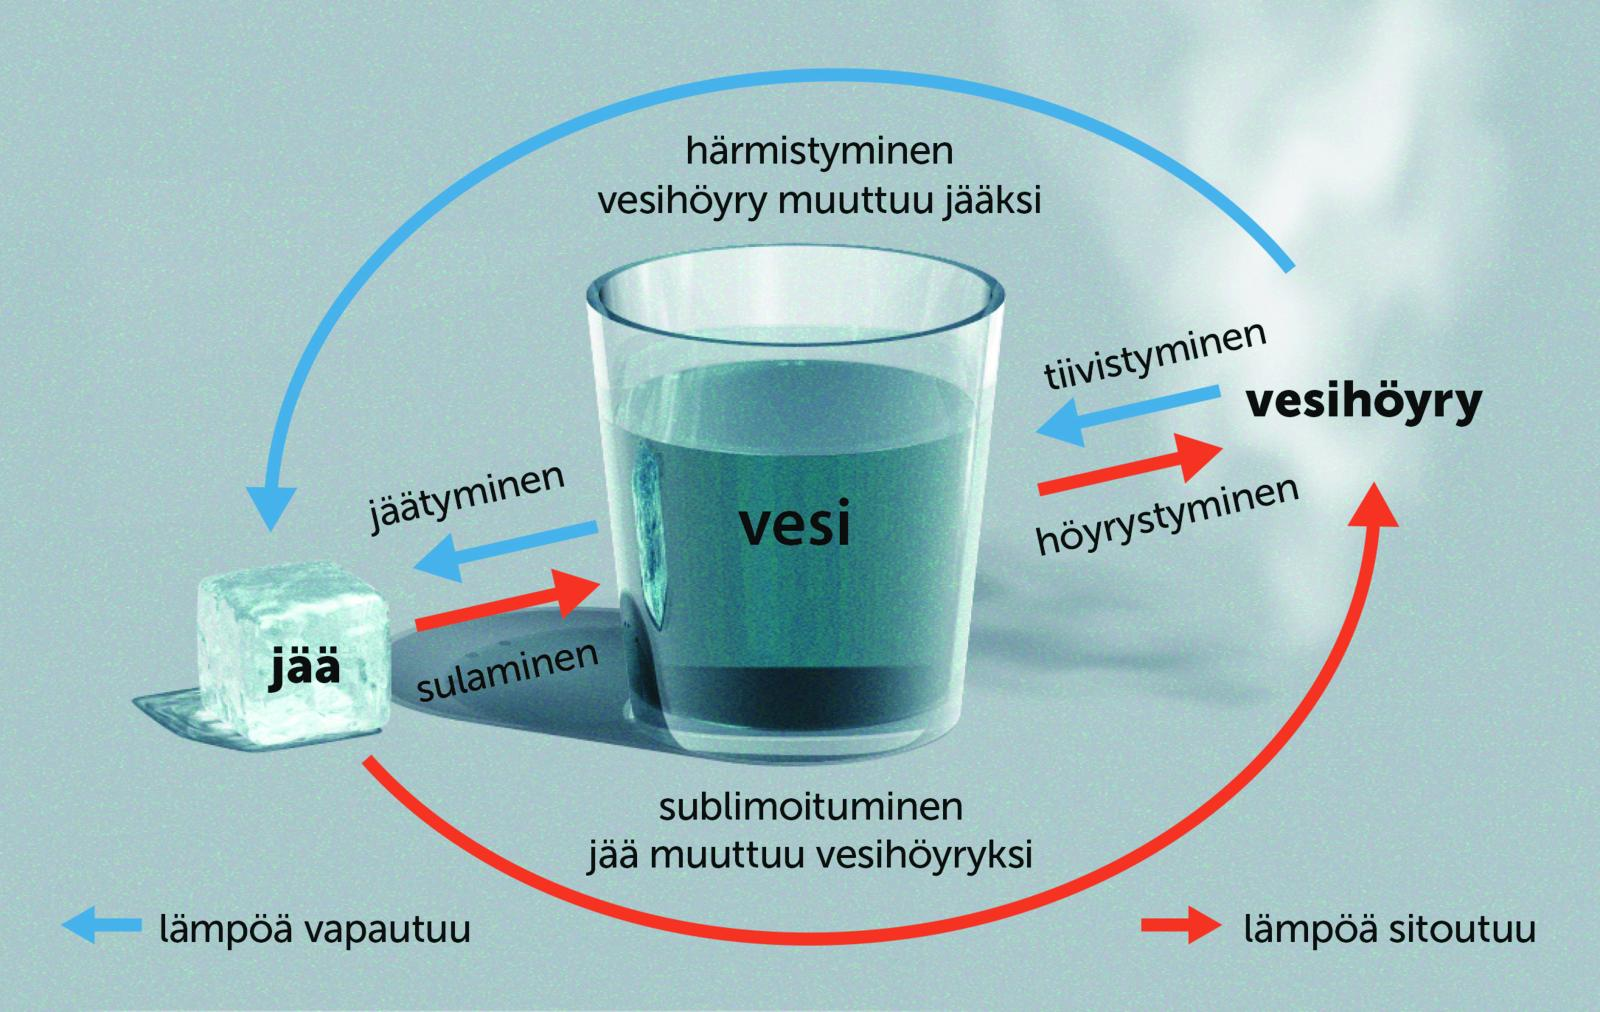 härmistyminen
vesihöyry muuttuu jääksi
tiivistyminen
vesihöyry
höyrystyminen
jäätyminen
vesi
sulaminen
jää
sublimoituminen
jää muuttuu vesihöyryksi
lämpöä vapautuu
lämpöä sitoutuu